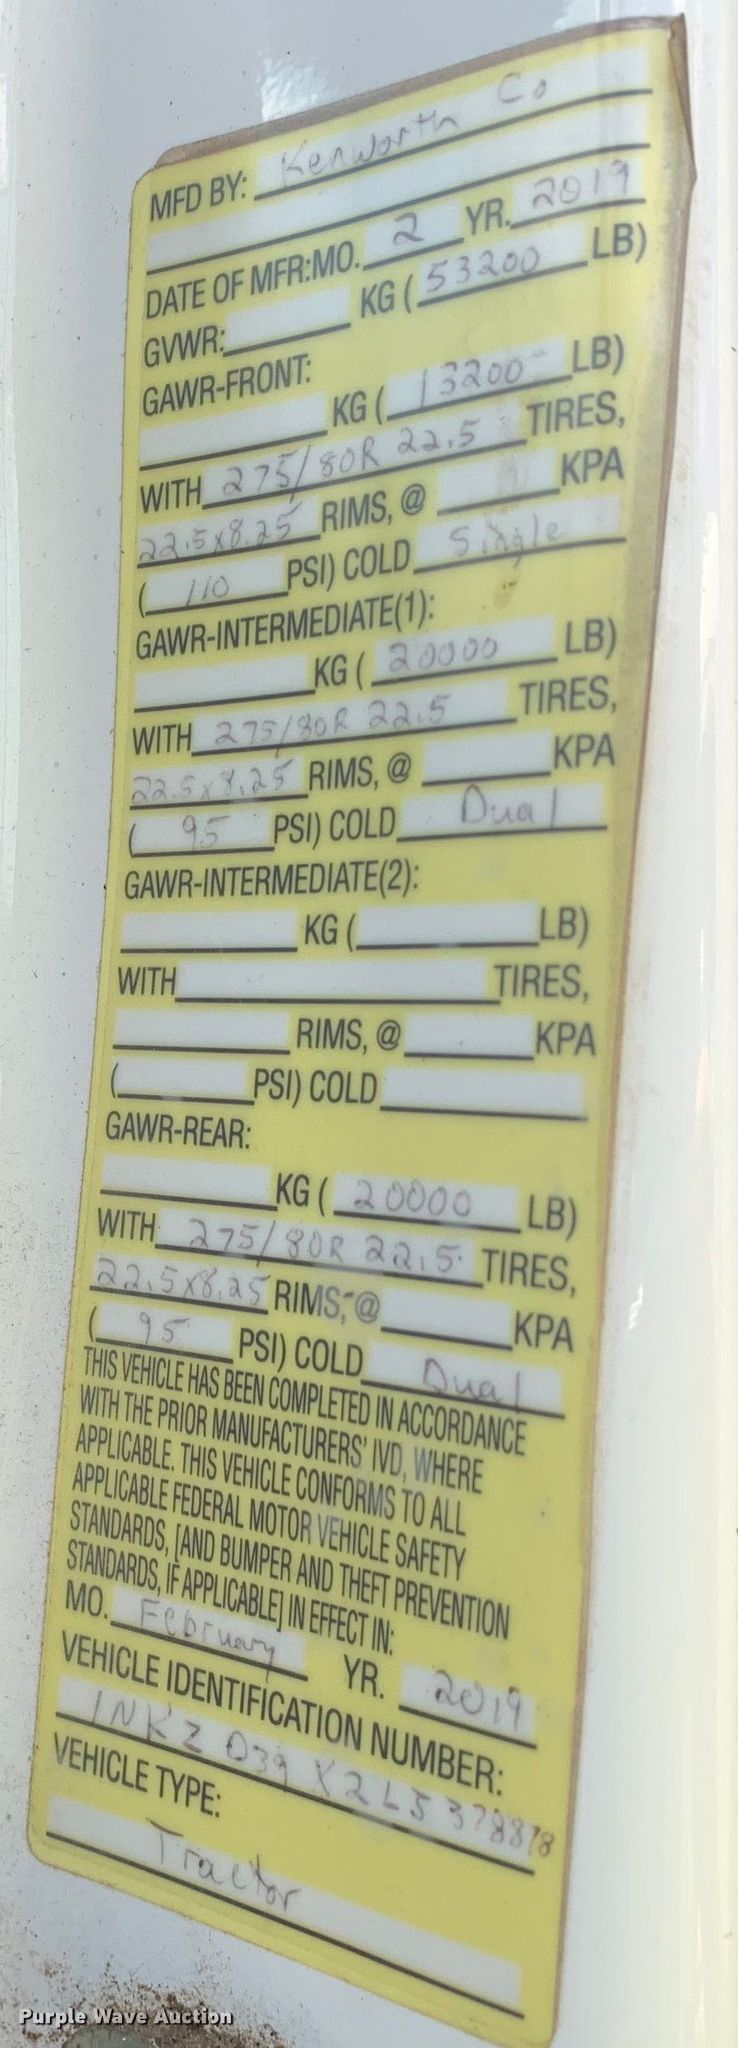 MFD BY: Kenworth Co
DATE OF MFR:MO. 2 YR. 2019
GVWR: KG ( 53200 LB)
GAWR-FRONT:
KG ( 13200 LB)
WITH 275/80R 22.5 TIRES,
22.5x8.25 RIMS, @ KPA
( 110 PSI) COLD Single
GAWR-INTERMEDIATE(1):
KG ( 20000 LB)
WITH 275/80R 22.5 TIRES,
22.5x8.25 RIMS, @ KPA
( 95 PSI) COLD Dual
GAWR-INTERMEDIATE(2):
KG ( LB)
WITH TIRES,
RIMS, @ KPA
( PSI) COLD
GAWR-REAR:
KG ( 20000 LB)
WITH 275/80R 22.5 TIRES,
22.5x8.25 RIMS, @ KPA
( 95 PSI) COLD Dual
THIS VEHICLE HAS BEEN COMPLETED IN ACCORDANCE
WITH THE PRIOR MANUFACTURERS' IVD, WHERE
APPLICABLE. THIS VEHICLE CONFORMS TO ALL
APPLICABLE FEDERAL MOTOR VEHICLE SAFETY
STANDARDS, [AND BUMPER AND THEFT PREVENTION
STANDARDS, IF APPLICABLE] IN EFFECT IN:
MO. February YR. 2019
VEHICLE IDENTIFICATION NUMBER:
VEHICLE TYPE:
Tractor
Purple Wave Auction